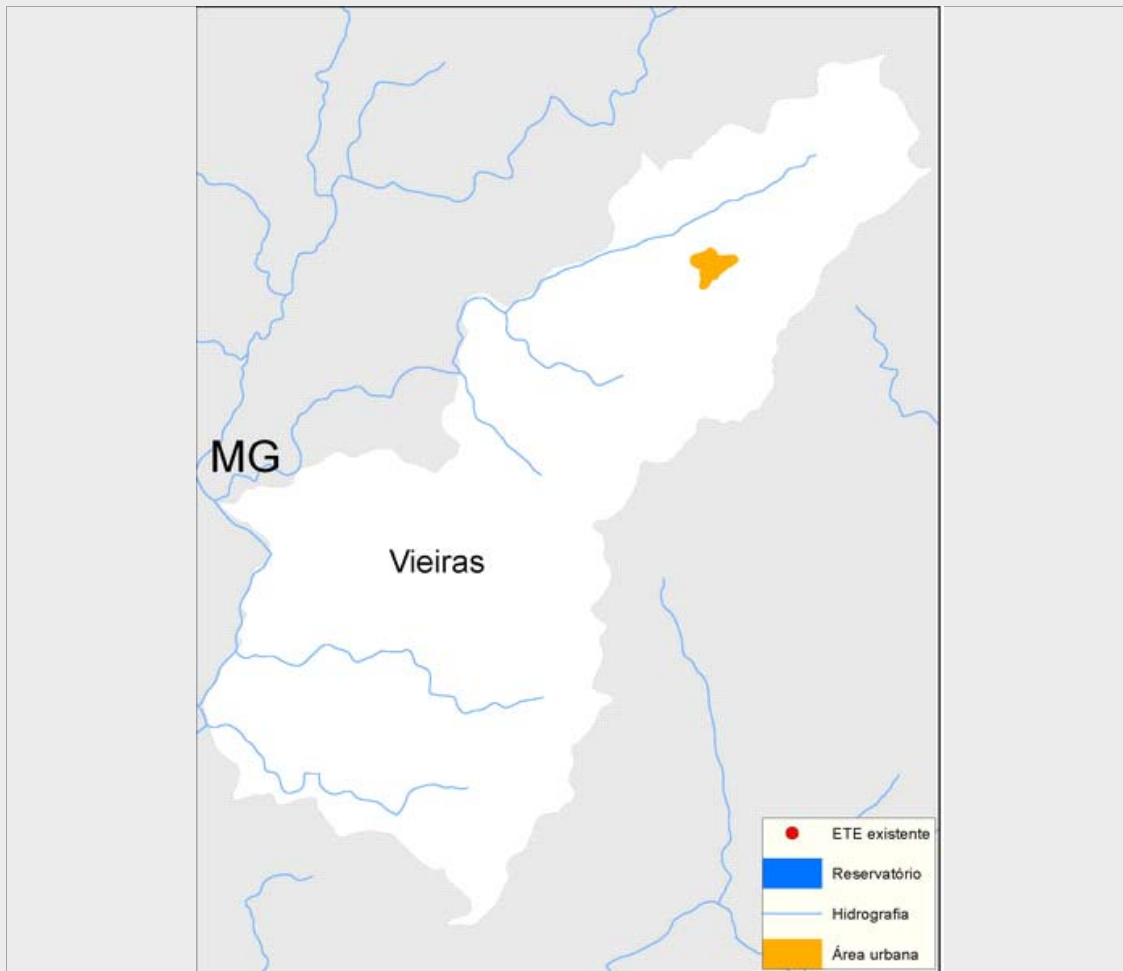 MG
Vieiras
ETE existente
Reservatório
Hidrografia
Área urbana